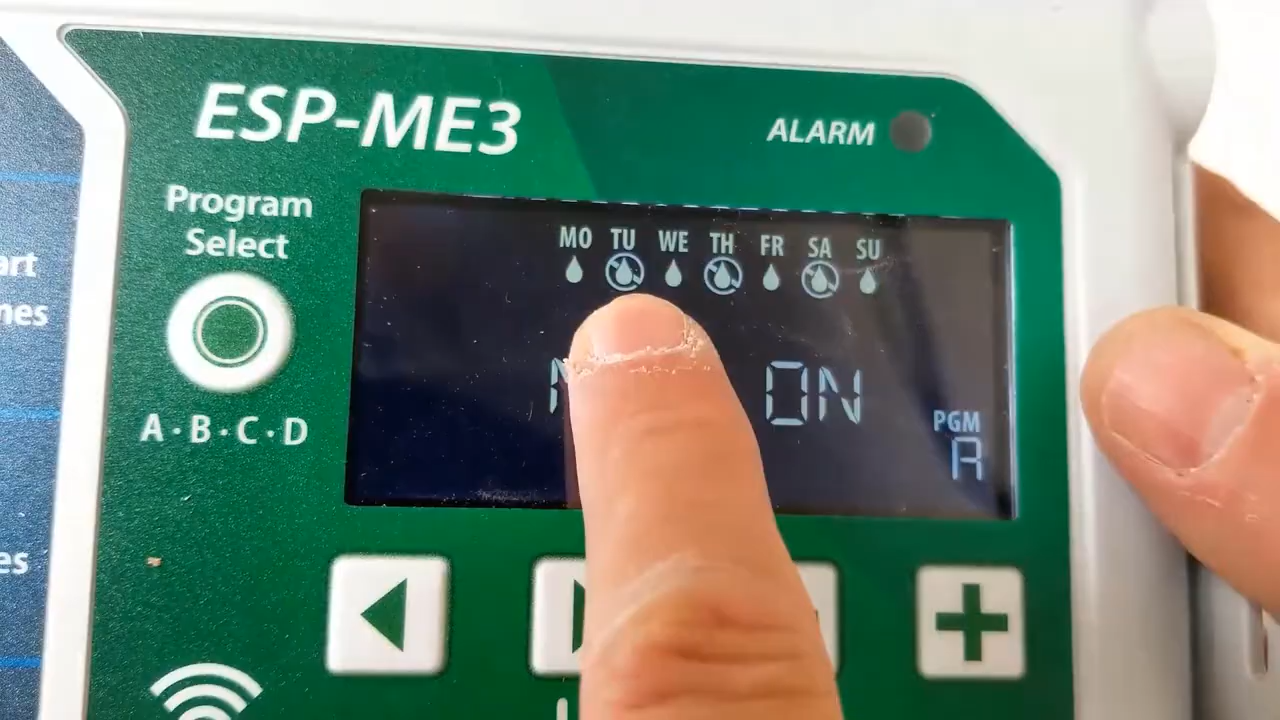 ESP-ME3
ALARM
Program
Select
A·B·C·D
MO TU WE TH FR SA SU
ON
PGM
A